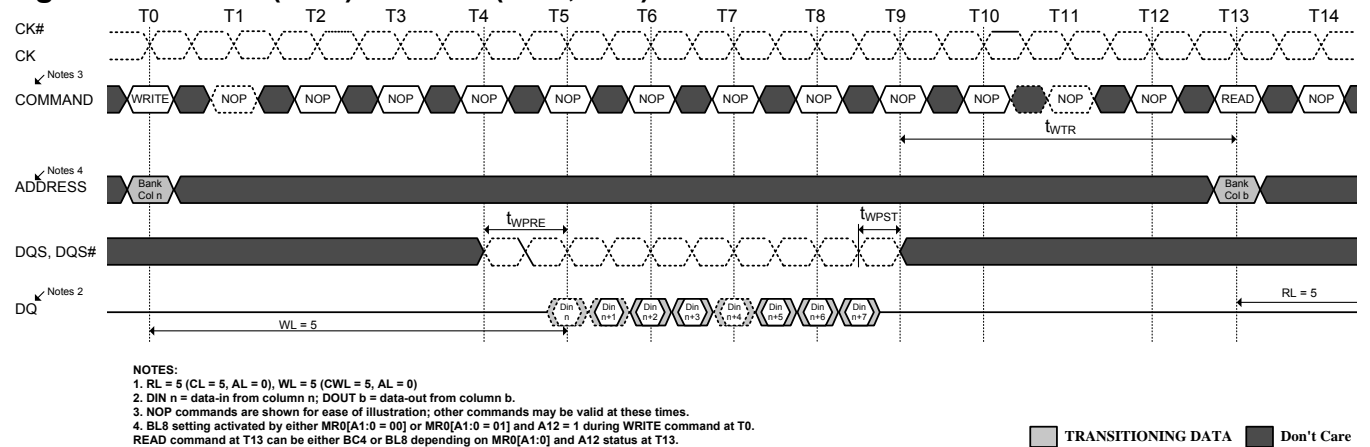 T0 T1 T2 T3 T4 T5 T6 T7 T8 T9 T10 T11 T12 T13 T14
CK#
CK
Notes 3
COMMAND WRITE NOP NOP NOP NOP NOP NOP NOP NOP NOP NOP NOP NOP READ NOP
tWTR
Notes 4
ADDRESS
Bank Bank
Col n Col b
tWPRE tWPST
DQS, DQS#
Notes 2
DQ
Din Din Din Din Din Din Din Din
n n+1 n+2 n+3 n+4 n+5 n+6 n+7
RL = 5
WL = 5
NOTES:
1. RL = 5 (CL = 5, AL = 0), WL = 5 (CWL = 5, AL = 0)
2. DIN n = data-in from column n; DOUT b = data-out from column b.
3. NOP commands are shown for ease of illustration; other commands may be valid at these times.
4. BL8 setting activated by either MR0[A1:0 = 00] or MR0[A1:0 = 01] and A12 = 1 during WRITE command at T0.
READ command at T13 can be either BC4 or BL8 depending on MR0[A1:0] and A12 status at T13.
TRANSITIONING DATA Don't Care